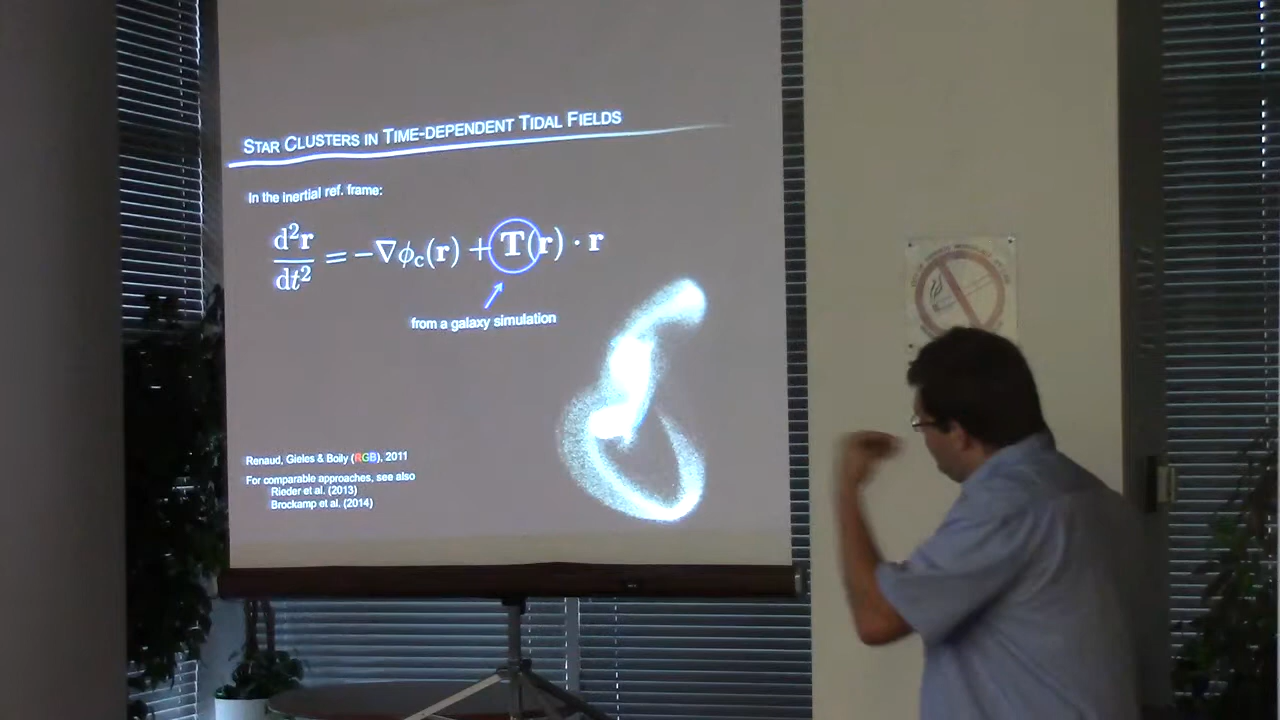 STAR CLUSTERS IN TIME-DEPENDENT TIDAL FIELDS
In the inertial ref. frame:
d²r/dt² = −∇ϕc(r) + T(r) · r
from a galaxy simulation
Renaud, Gieles & Boily (RGB), 2011
For comparable approaches, see also
Rieder et al. (2013)
Brockamp et al. (2014)